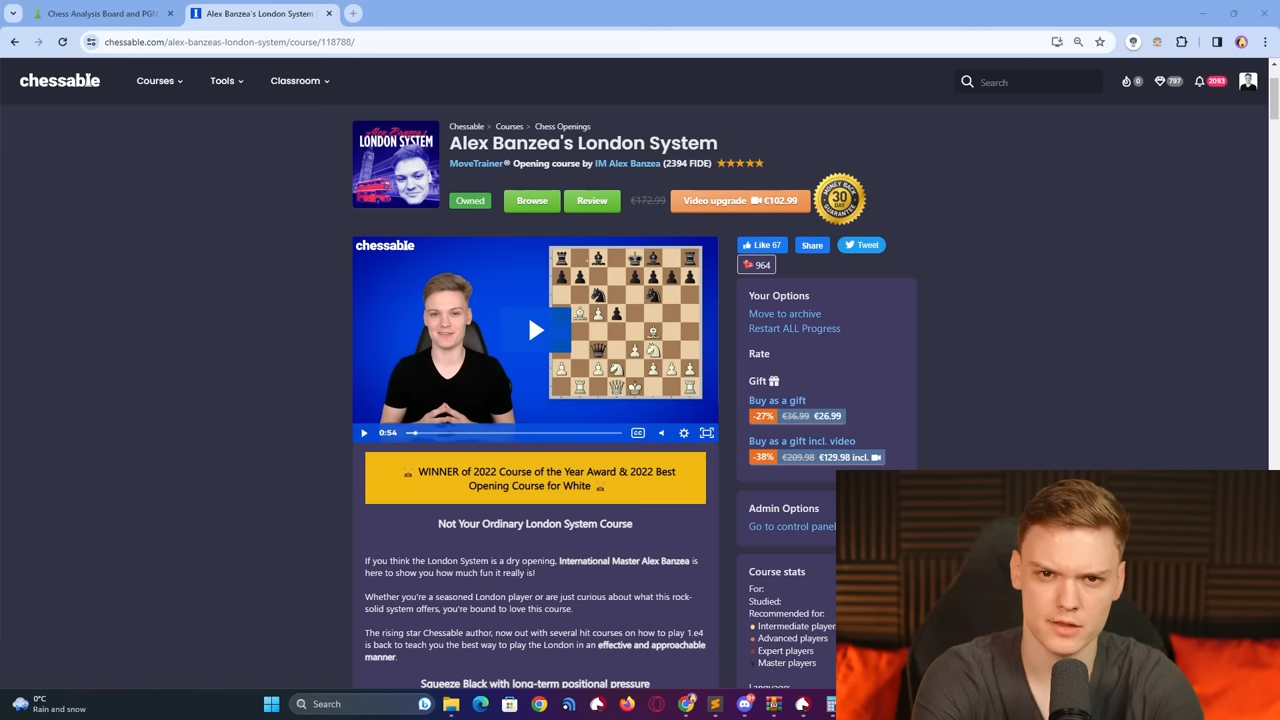 Chess Analysis Board and PGN
Alex Banzea's London System
chessable.com/alex-banzeas-london-system/course/118788/
chessable
Courses
Tools
Classroom
Search
0
797
2093
Alex Banzea's
LONDON SYSTEM
Chessable > Courses > Chess Openings
Alex Banzea's London System
MoveTrainer® Opening course by IM Alex Banzea (2394 FIDE)
Owned
Browse
Review
€172.99
Video upgrade €102.99
MONEY BACK
30
DAY
GUARANTEE
chessable
0:54
CC
Like 67
Share
Tweet
964
Your Options
Move to archive
Restart ALL Progress
Rate
Gift
Buy as a gift
-27% €36.99 €26.99
Buy as a gift incl. video
-38% €209.98 €129.98 incl.
WINNER of 2022 Course of the Year Award & 2022 Best
Opening Course for White
Not Your Ordinary London System Course
If you think the London System is a dry opening, International Master Alex Banzea is
here to show you how much fun it really is!
Whether you're a seasoned London player or are just curious about what this rock-
solid system offers, you're bound to love this course.
The rising star Chessable author, now out with several hit courses on how to play 1.e4
is back to teach you the best way to play the London in an effective and approachable
manner.
Squeeze Black with long-term positional pressure
Admin Options
Go to control panel
Course stats
For:
Studied:
Recommended for:
Intermediate player
Advanced players
Expert players
Master players
Language:
0°C
Rain and snow
Search